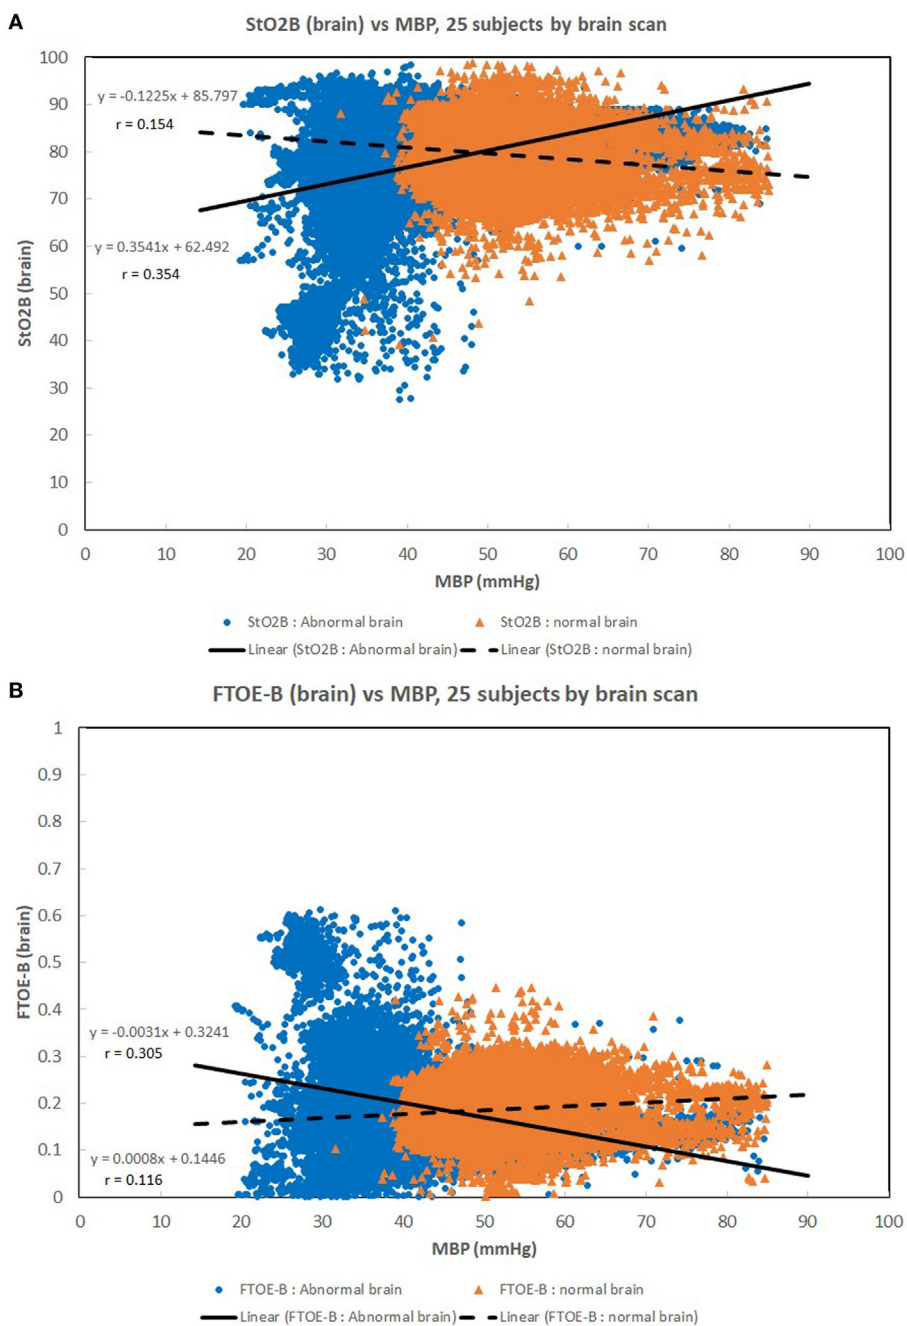 A
StO2B (brain) vs MBP, 25 subjects by brain scan
100
90
80
70
60
50
40
30
20
10
0
StO2B (brain)
y = -0.1225x + 85.797
r = 0.154
y = 0.3541x + 62.492
r = 0.354
0 10 20 30 40 50 60 70 80 90 100
MBP (mmHg)
StO2B : Abnormal brain StO2B : normal brain
Linear (StO2B : Abnormal brain) Linear (StO2B : normal brain)
B
FTOE-B (brain) vs MBP, 25 subjects by brain scan
1
0.9
0.8
0.7
0.6
0.5
0.4
0.3
0.2
0.1
0
FTOE-B (brain)
y = -0.0031x + 0.3241
r = 0.305
y = 0.0008x + 0.1446
r = 0.116
0 10 20 30 40 50 60 70 80 90 100
MBP (mmHg)
FTOE-B : Abnormal brain FTOE-B : normal brain
Linear (FTOE-B : Abnormal brain) Linear (FTOE-B : normal brain)